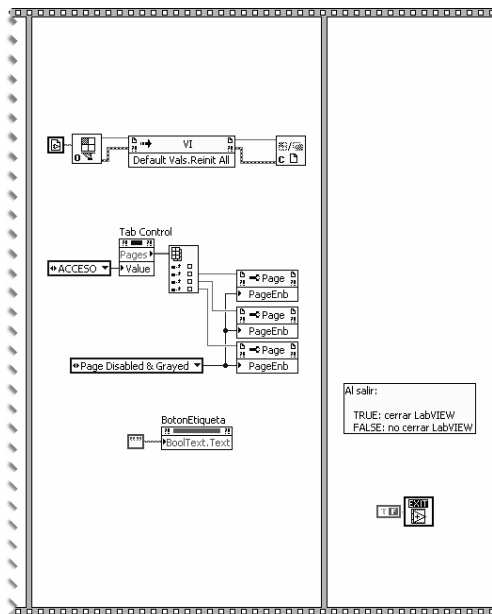 VI
Default Vals.Reinit All
O
C
Tab Control
Pages
ACCESO
Value
Page
PageEnb
Page
PageEnb
Page
Page Disabled & Grayed
PageEnb
Al salir:
TRUE: cerrar LabVIEW
FALSE: no cerrar LabVIEW
BotonEtiqueta
""
BoolText.Text
EXIT
T F